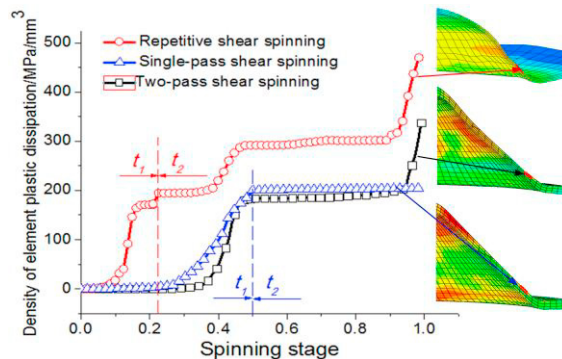 Density of element plastic dissipation/MPa/mm³
500
400
300
200
100
0
Repetitive shear spinning
Single-pass shear spinning
Two-pass shear spinning
t₁ t₂
t₁ t₂
0.0 0.2 0.4 0.6 0.8 1.0
Spinning stage